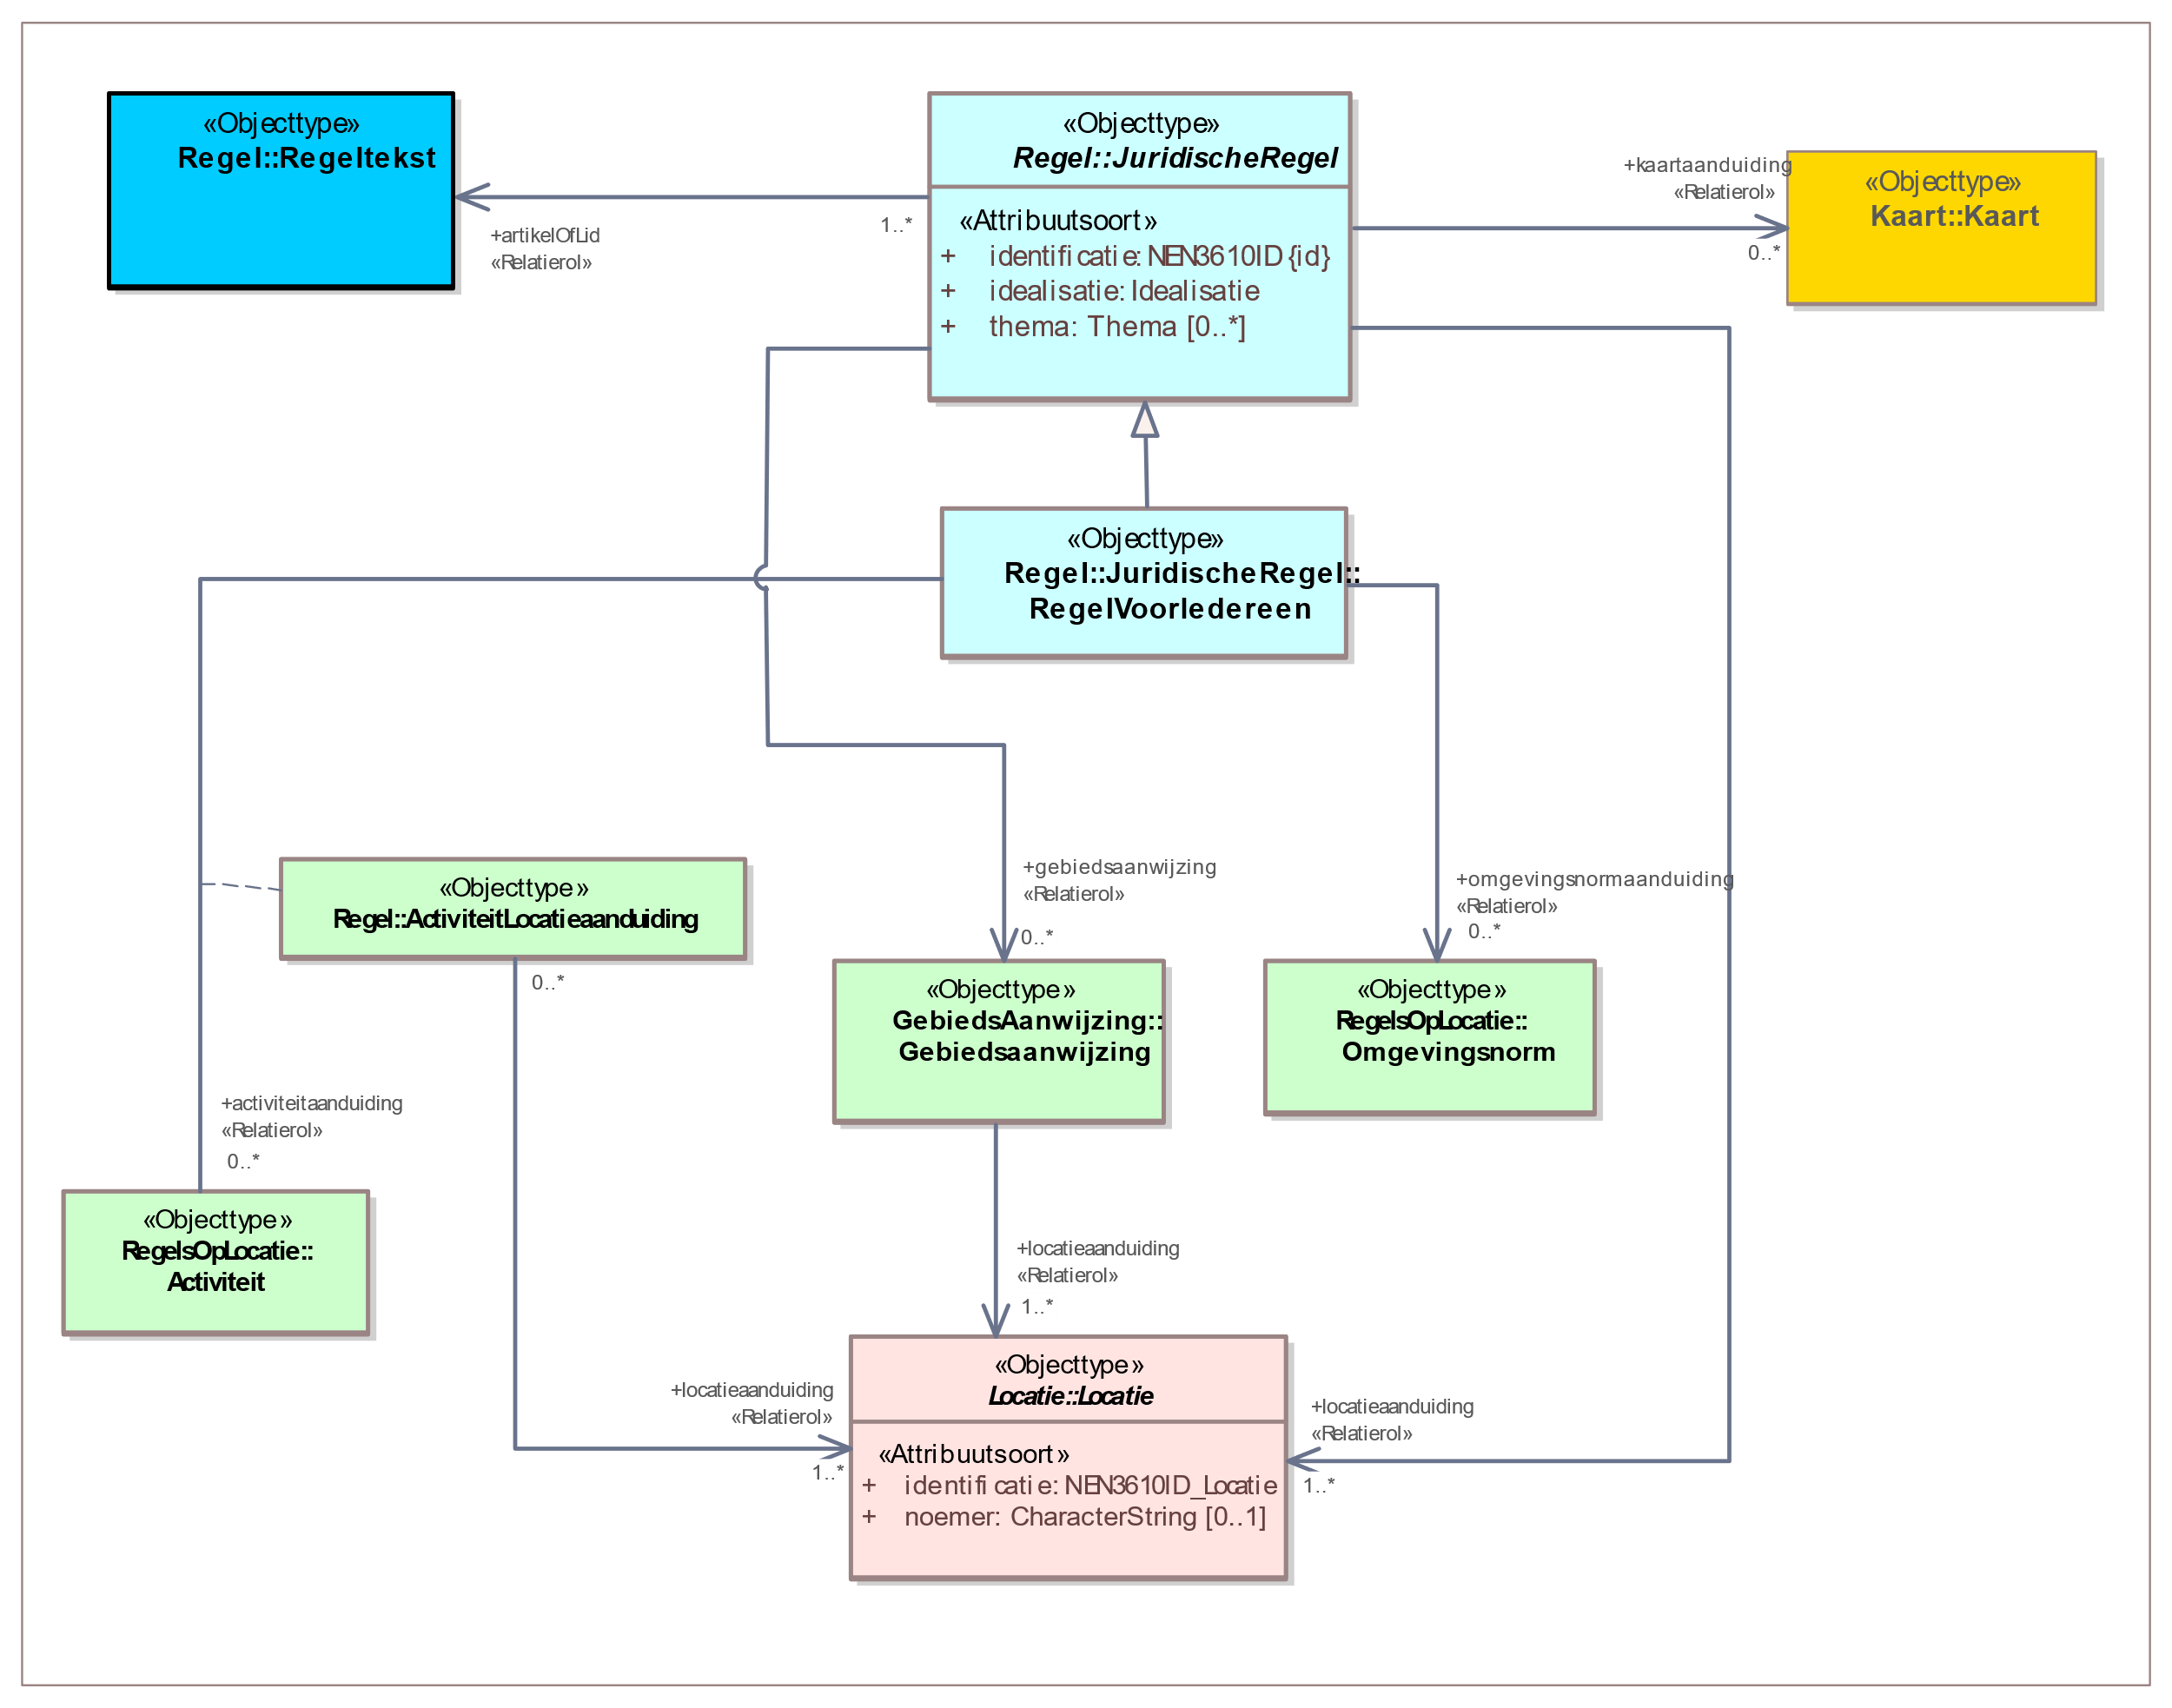 «Objecttype»
Regel::Regeltekst
+artikelOfLid
«Relatierol»
1..*
«Objecttype»
Regel::JuridischeRegel
«Attribuutsoort»
+ identificatie: NEN3610ID {id}
+ idealisatie: Idealisatie
+ thema: Thema [0..*]
+kaartaanduiding
«Relatierol»
0..*
«Objecttype»
Kaart::Kaart
«Objecttype»
Regel::JuridischeRegel::
RegelVoorIedereen
«Objecttype»
Regel::ActiviteitLocatieaanduiding
0..*
+gebiedsaanwijzing
«Relatierol»
0..*
+omgevingsnormaanduiding
«Relatierol»
0..*
«Objecttype»
GebiedsAanwijzing::
Gebiedsaanwijzing
«Objecttype»
RegelsOpLocatie::
Omgevingsnorm
+activiteitaanduiding
«Relatierol»
0..*
«Objecttype»
RegelsOpLocatie::
Activiteit
+locatieaanduiding
«Relatierol»
1..*
+locatieaanduiding
«Relatierol»
1..*
«Objecttype»
Locatie::Locatie
«Attribuutsoort»
+ identificatie: NEN3610ID_Locatie
+ noemer: CharacterString [0..1]
+locatieaanduiding
«Relatierol»
1..*